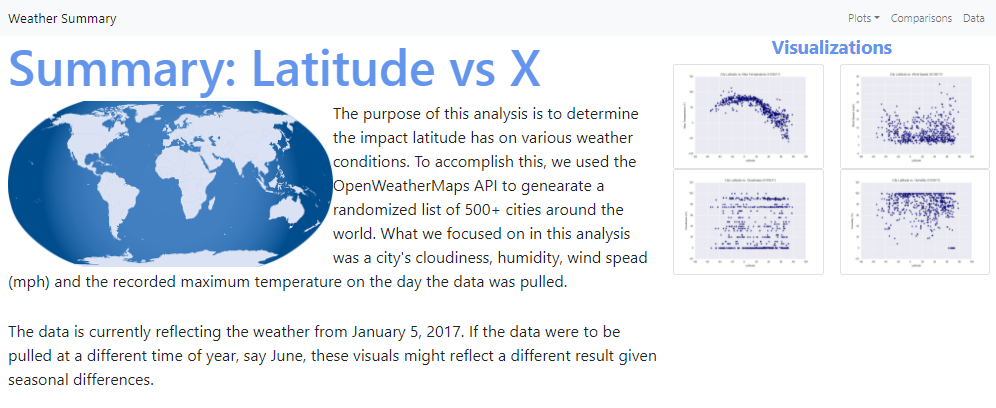 Weather Summary
Plots Comparisons Data
Summary: Latitude vs X
The purpose of this analysis is to determine
the impact latitude has on various weather
conditions. To accomplish this, we used the
OpenWeatherMaps API to genearate a
randomized list of 500+ cities around the
world. What we focused on in this analysis
was a city's cloudiness, humidity, wind spead
(mph) and the recorded maximum temperature on the day the data was pulled.
The data is currently reflecting the weather from January 5, 2017. If the data were to be
pulled at a different time of year, say June, these visuals might reflect a different result given
seasonal differences.
Visualizations